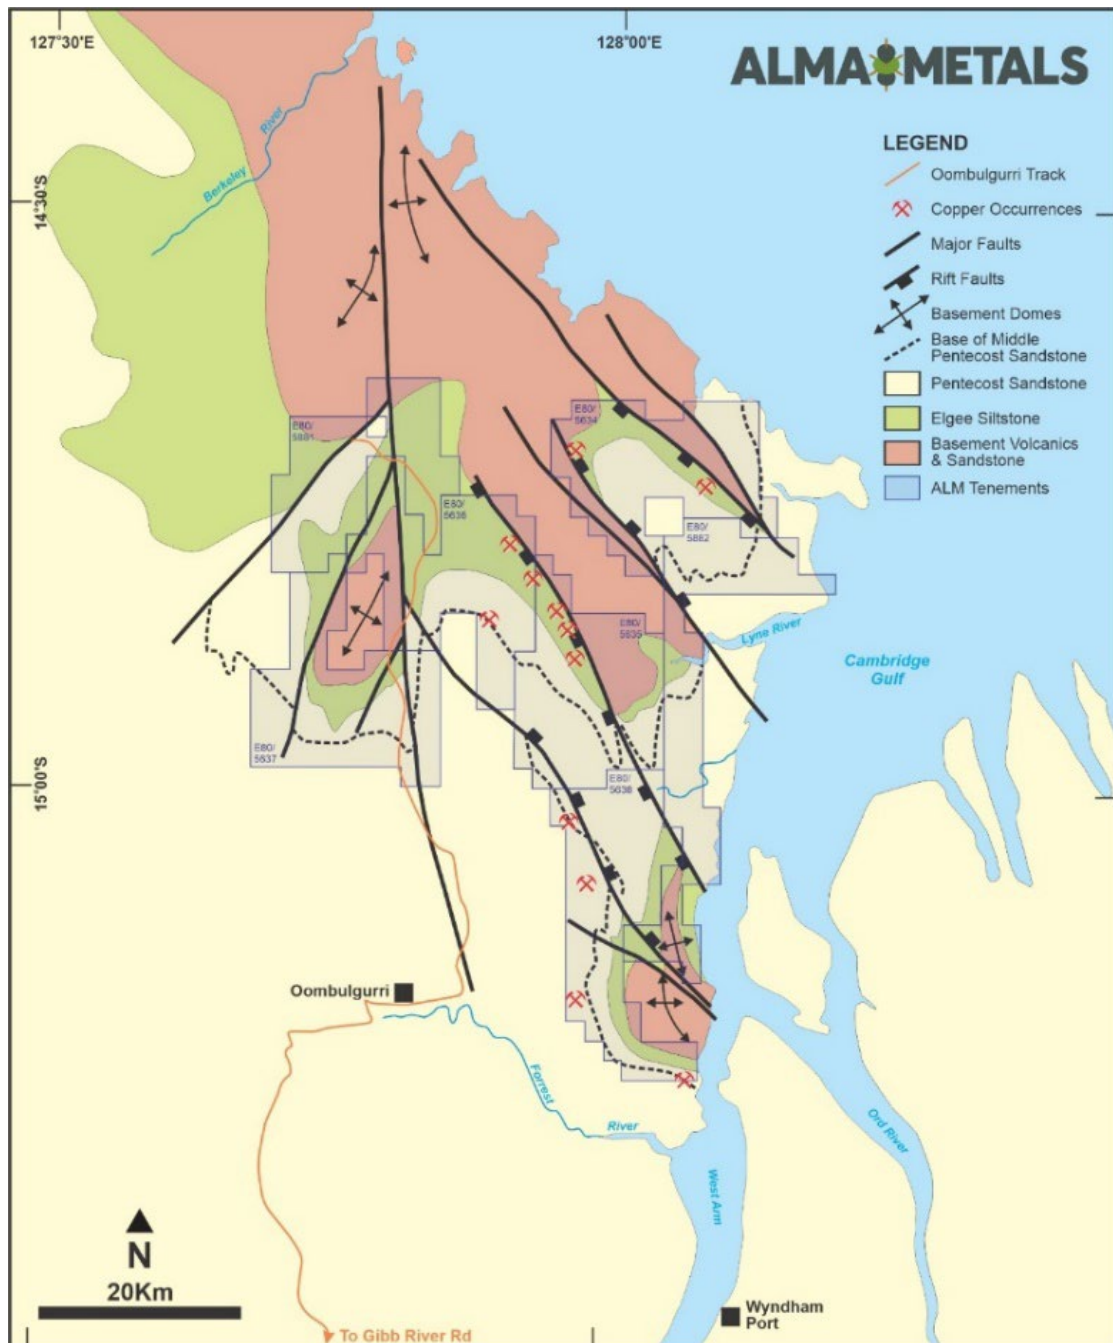 127°30'E
128°00'E
ALMA METALS
LEGEND
Oombulgurri Track
Copper Occurrences
Major Faults
Rift Faults
Basement Domes
Base of Middle
Pentecost Sandstone
Pentecost Sandstone
Elgee Siltstone
Basement Volcanics
& Sandstone
ALM Tenements
Berkeley
River
14°30'S
E80/
5634
E80/
5881
E80/
5636
E80/
5882
E80/
5635
Lyne River
Cambridge
Gulf
E80/
5637
15°00'S
E80/
Oombulgurri
Forrest
River
Ord River
West Arm
N
20Km
To Gibb River Rd
Wyndham
Port